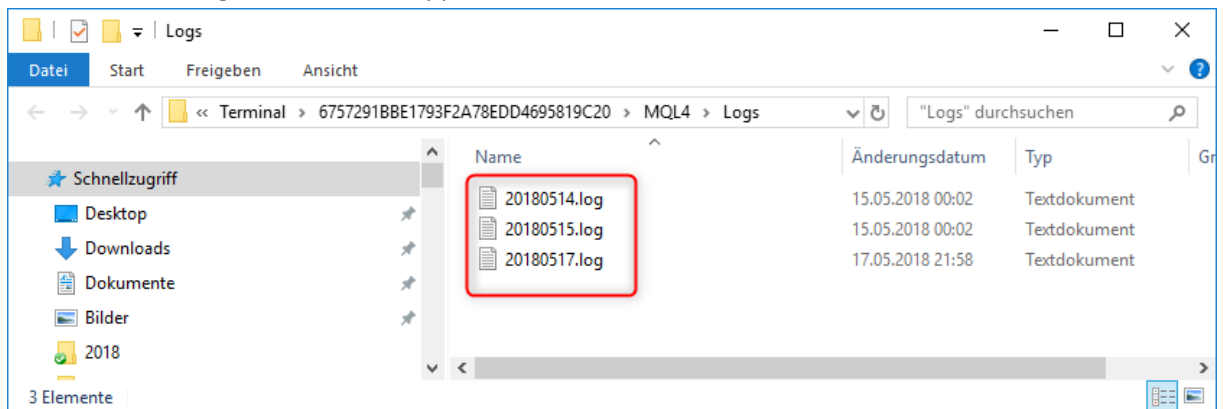 Logs
Datei Start Freigeben Ansicht
« Terminal > 6757291BBE1793F2A78EDD4695819C20 > MQL4 > Logs "Logs" durchsuchen
Name Änderungsdatum Typ Gr
Schnellzugriff
Desktop
Downloads
Dokumente
Bilder
2018
20180514.log 15.05.2018 00:02 Textdokument
20180515.log 15.05.2018 00:02 Textdokument
20180517.log 17.05.2018 21:58 Textdokument
3 Elemente